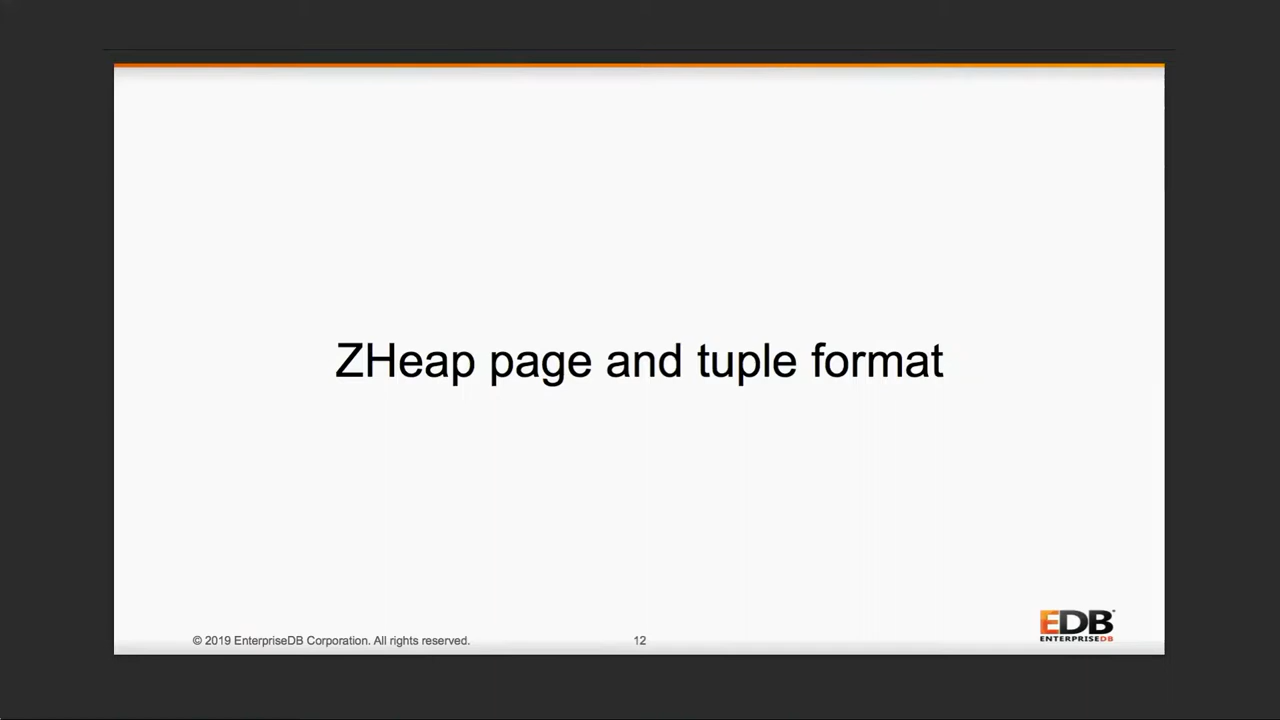 ZHeap page and tuple format
© 2019 EnterpriseDB Corporation. All rights reserved.
12
EDB
ENTERPRISEDB